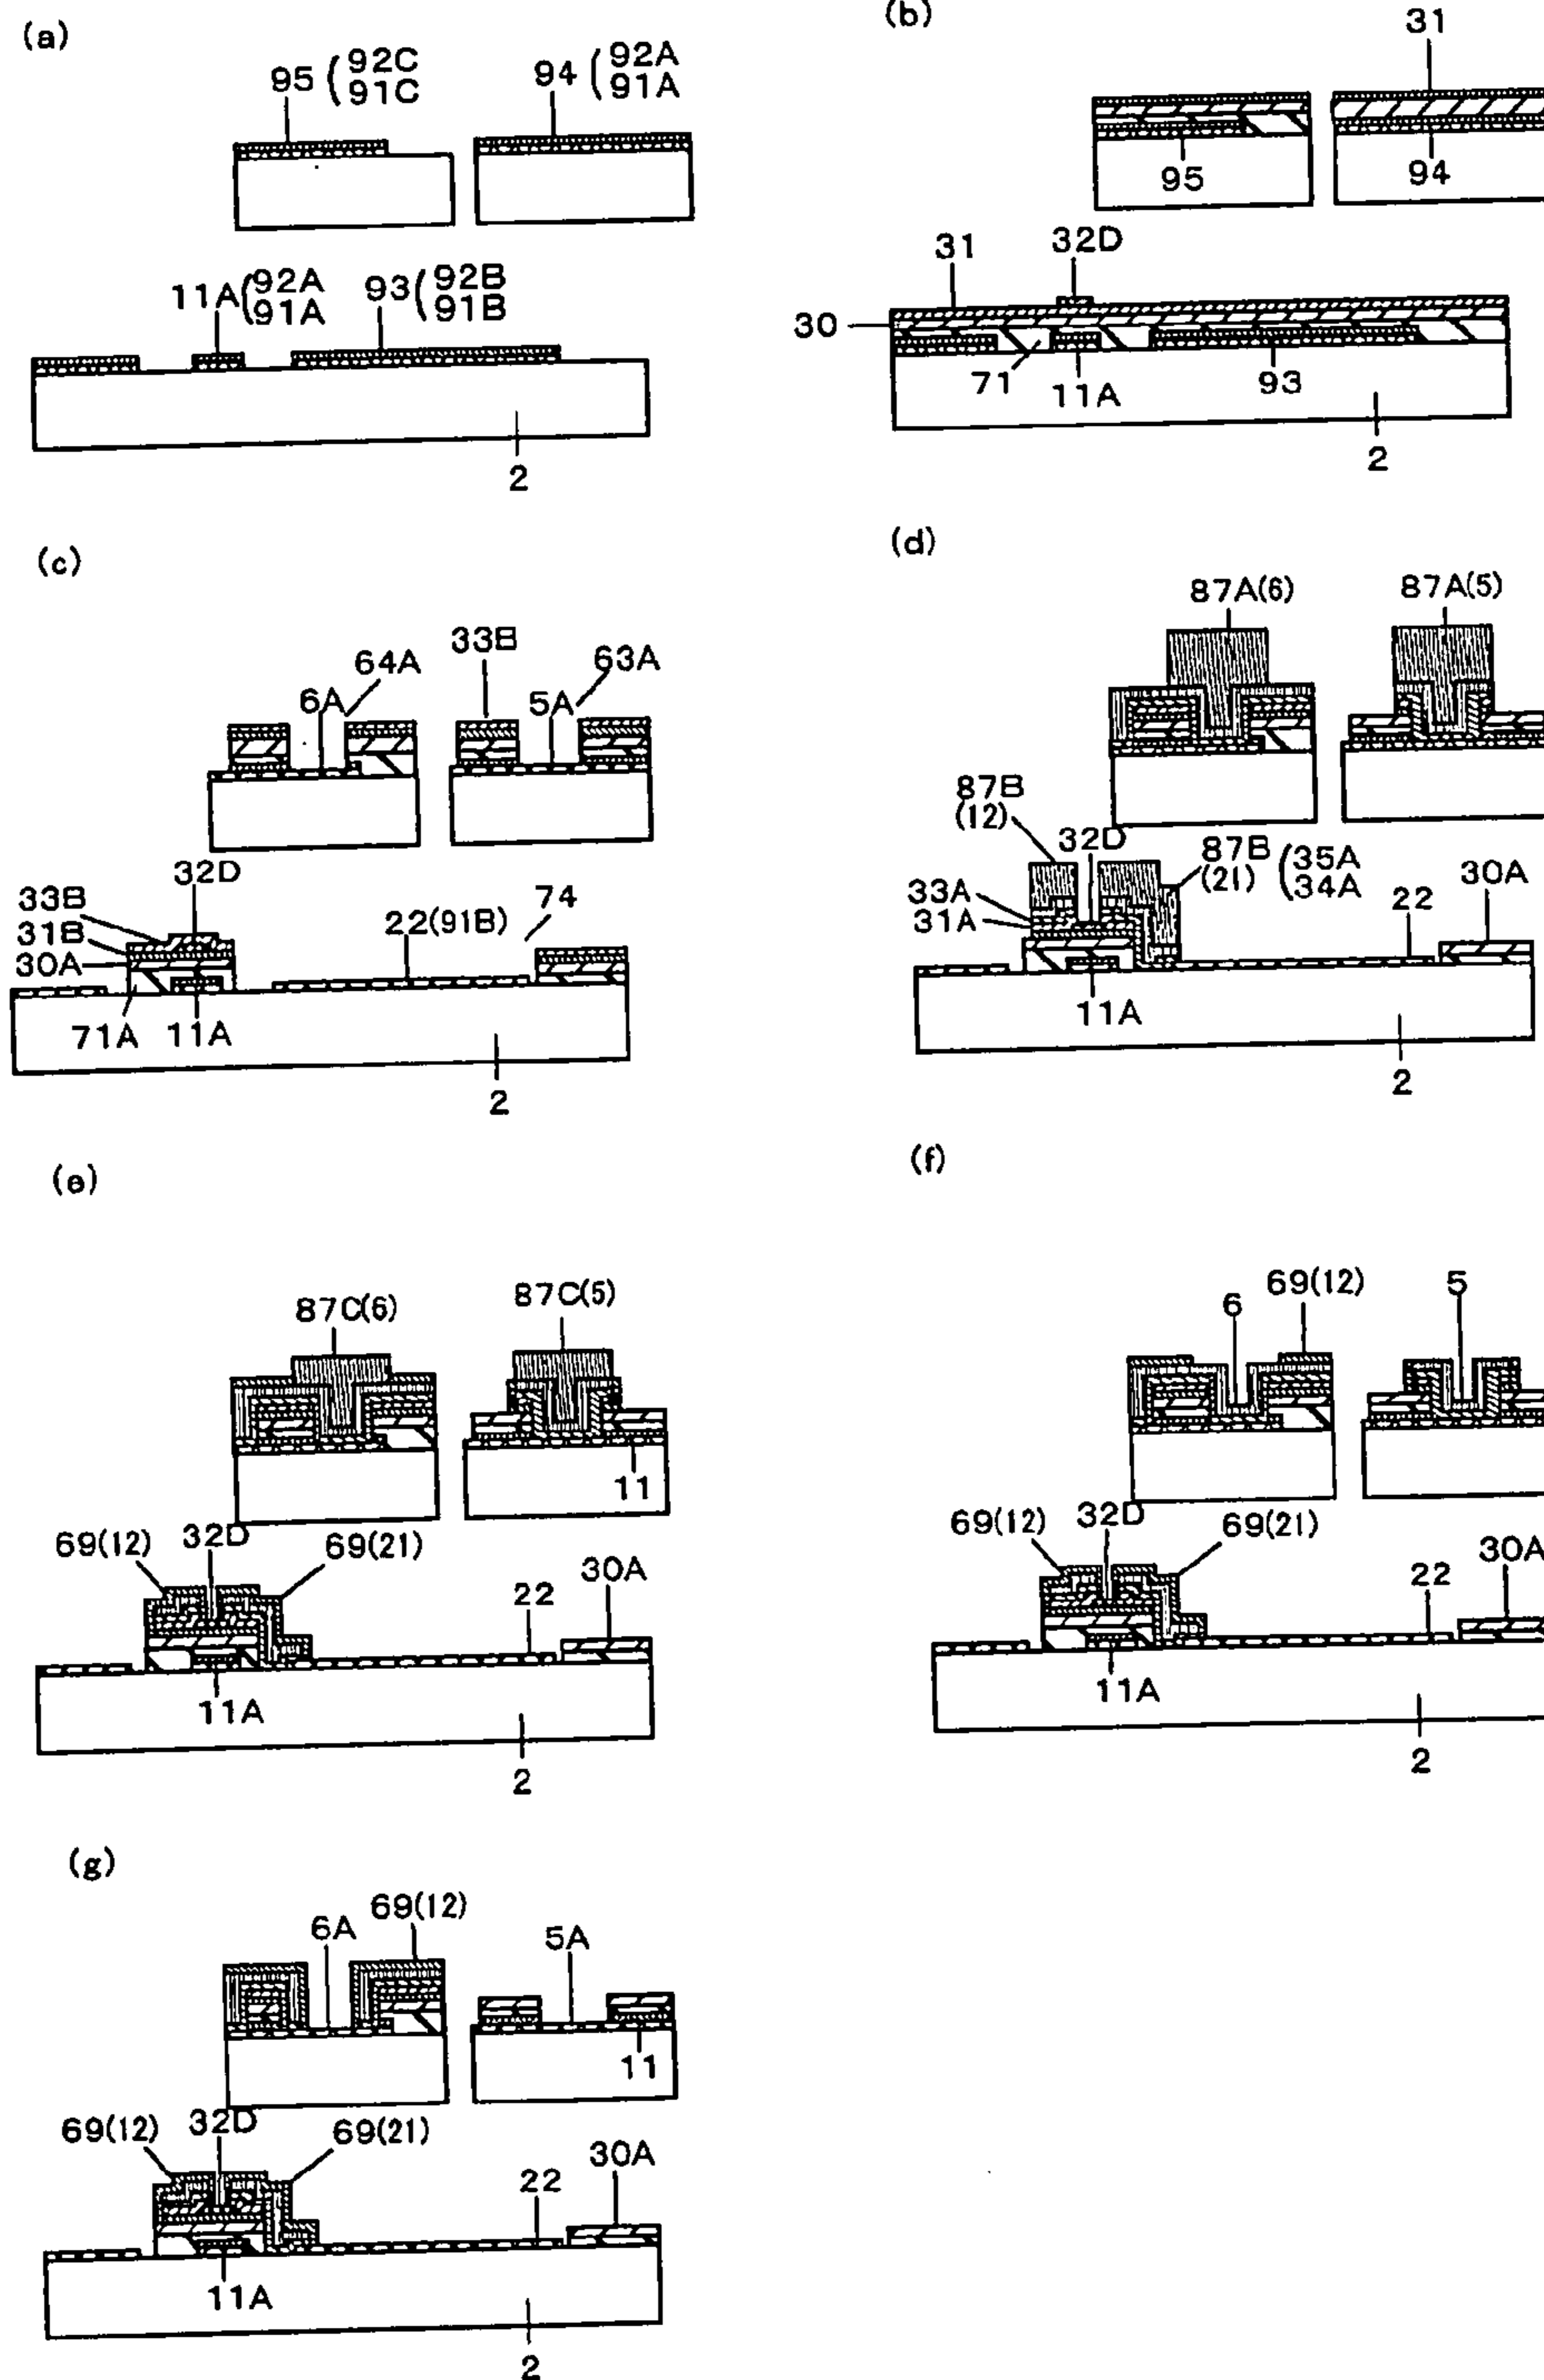 (a)
95 (92C
91C
94 (92A
91A
11A (92A
91A
93 (92B
91B
2
(b)
31
95
94
31
32D
30
71
11A
93
2
(c)
33B
64A
63A
6A
5A
32D
33B
31B
30A
22(91B)
74
71A
11A
2
(d)
87A(6)
87A(5)
87B
(12)
32D
87B
(21)
(35A
34A
33A
31A
22
30A
11A
2
(e)
87C(6)
87C(5)
11
69(12)
32D
69(21)
22
30A
11A
2
(f)
6
69(12)
5
69(12)
32D
69(21)
22
30A
11A
2
(g)
6A
69(12)
5A
11
69(12)
32D
69(21)
22
30A
11A
2